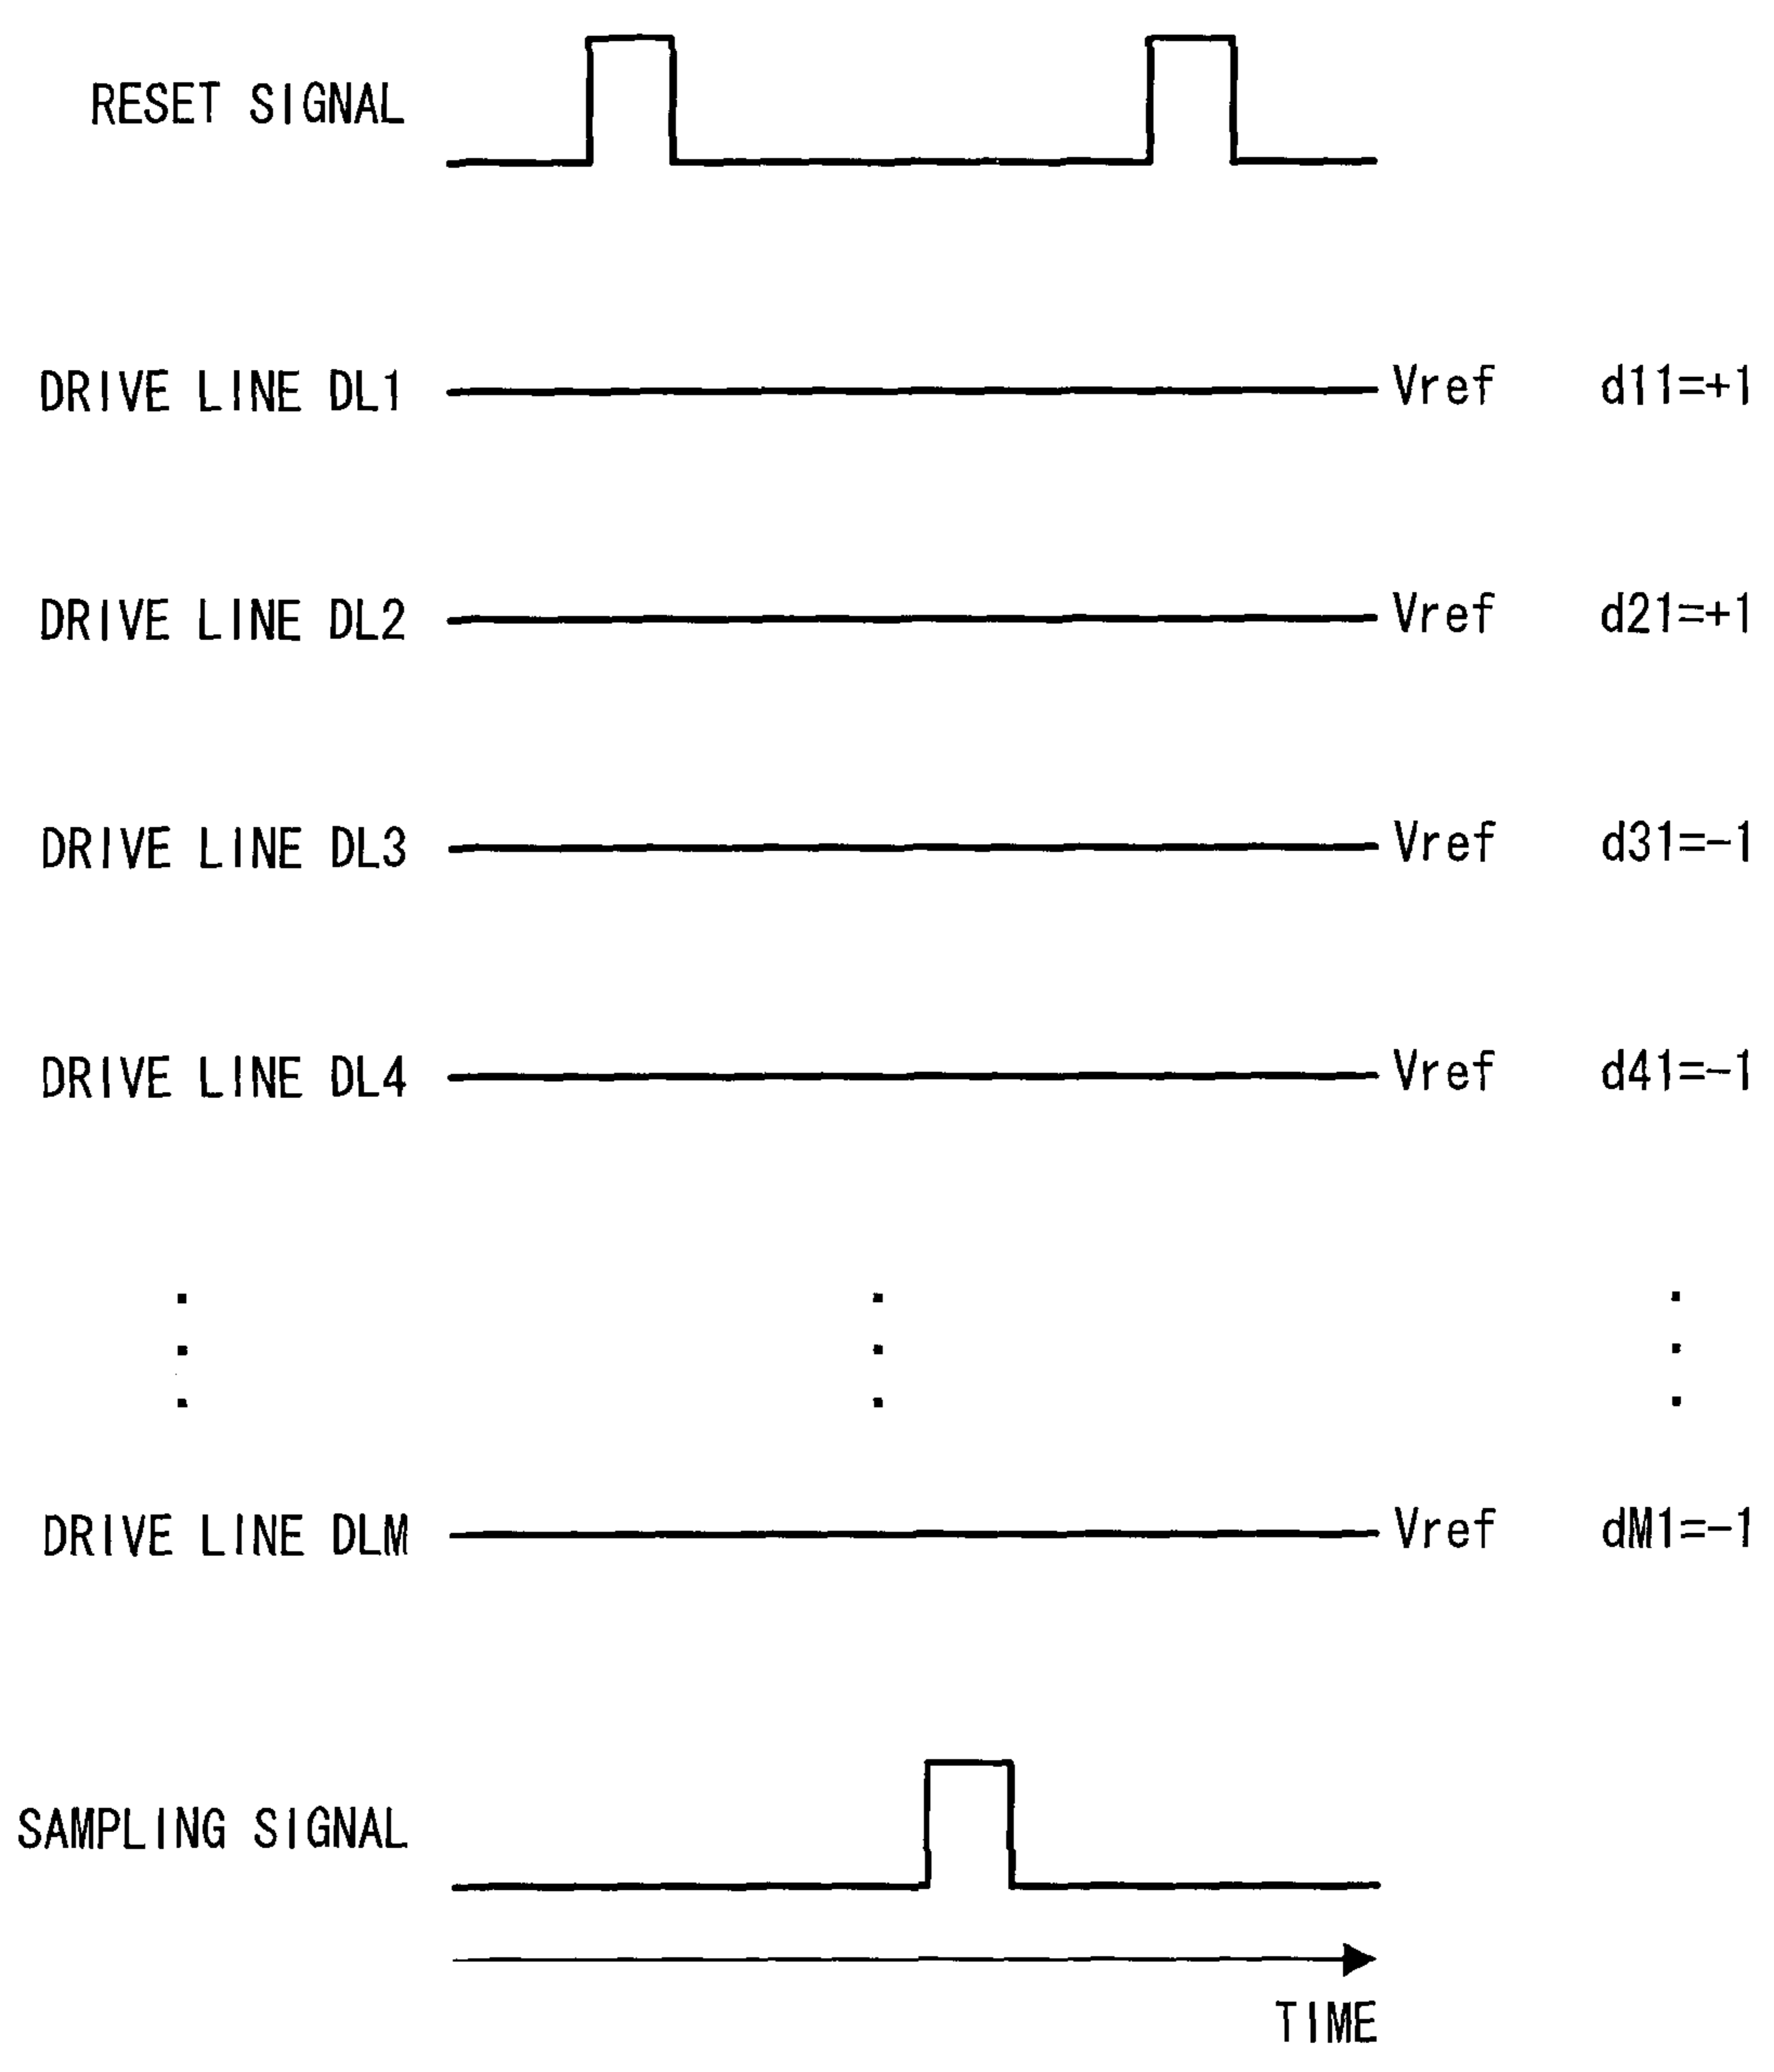 RESET SIGNAL
DRIVE LINE DL1 Vref d11=+1
DRIVE LINE DL2 Vref d21=+1
DRIVE LINE DL3 Vref d31=-1
DRIVE LINE DL4 Vref d41=-1
DRIVE LINE DLM Vref dM1=-1
SAMPLING SIGNAL
TIME